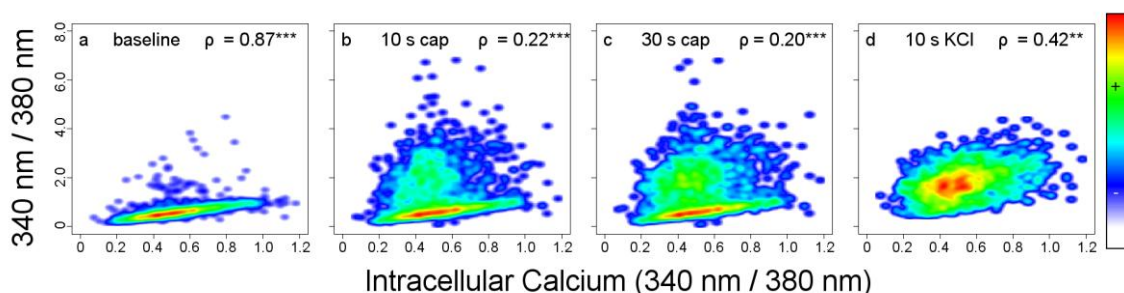 a baseline ρ = 0.87***
b 10 s cap ρ = 0.22***
c 30 s cap ρ = 0.20***
d 10 s KCl ρ = 0.42**
340 nm / 380 nm
8.0
6.0
4.0
2.0
0
0 0.2 0.4 0.6 0.8 1.0 1.2
0 0.2 0.4 0.6 0.8 1.0 1.2
0 0.2 0.4 0.6 0.8 1.0 1.2
0 0.2 0.4 0.6 0.8 1.0 1.2
+
-
Intracellular Calcium (340 nm / 380 nm)